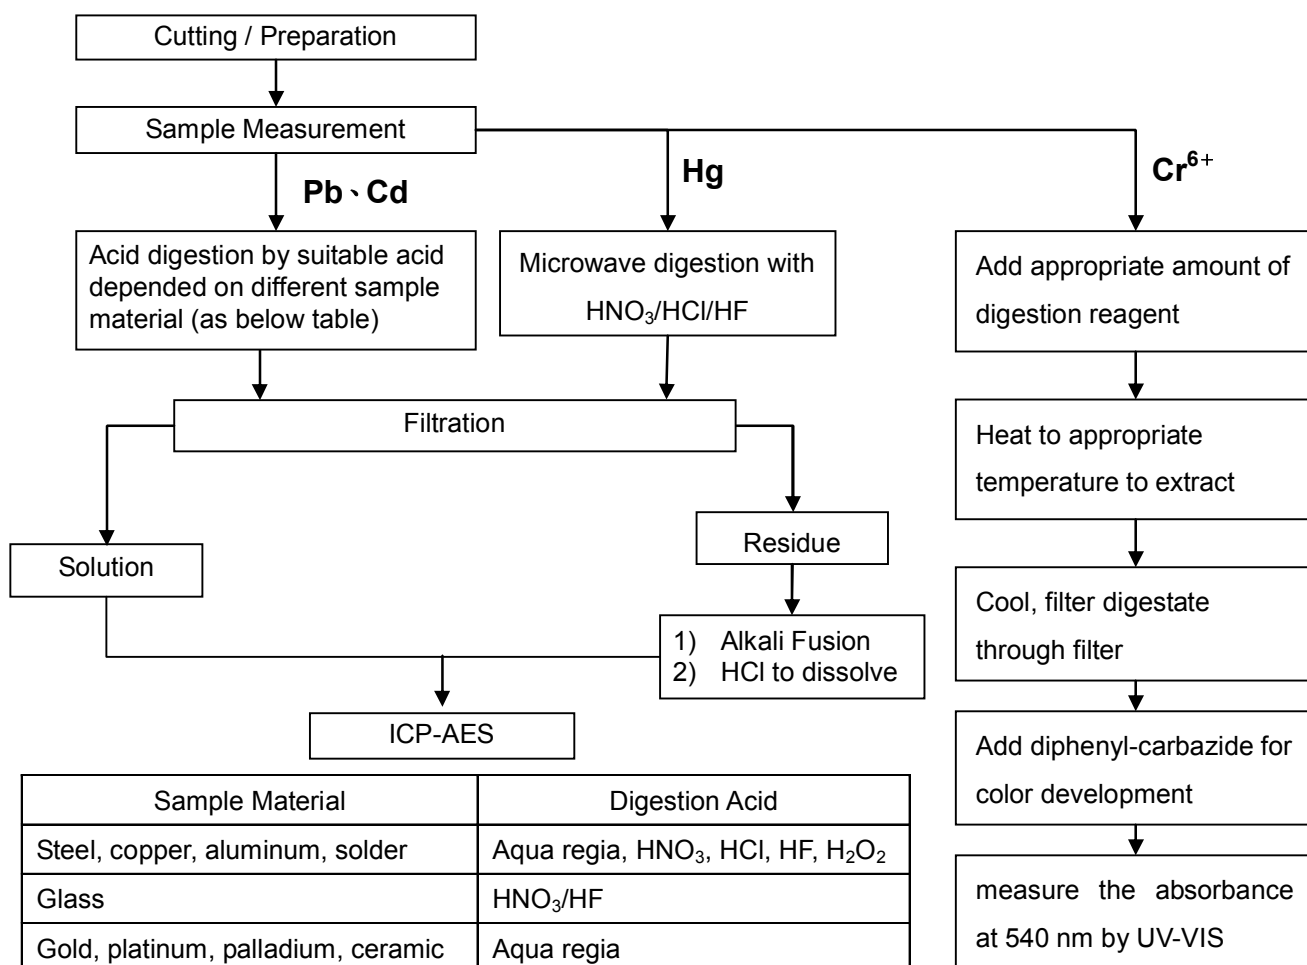 Cutting / Preparation
Sample Measurement
Pb、Cd
Hg
Cr⁶⁺
Acid digestion by suitable acid
depended on different sample
material (as below table)
Microwave digestion with
HNO₃/HCl/HF
Add appropriate amount of
digestion reagent
Filtration
Heat to appropriate
temperature to extract
Solution
Residue
Cool, filter digestate
through filter
1) Alkali Fusion
2) HCl to dissolve
ICP-AES
Add diphenyl-carbazide for
color development
measure the absorbance
at 540 nm by UV-VIS
Sample Material Digestion Acid
Steel, copper, aluminum, solder Aqua regia, HNO₃, HCl, HF, H₂O₂
Glass HNO₃/HF
Gold, platinum, palladium, ceramic Aqua regia